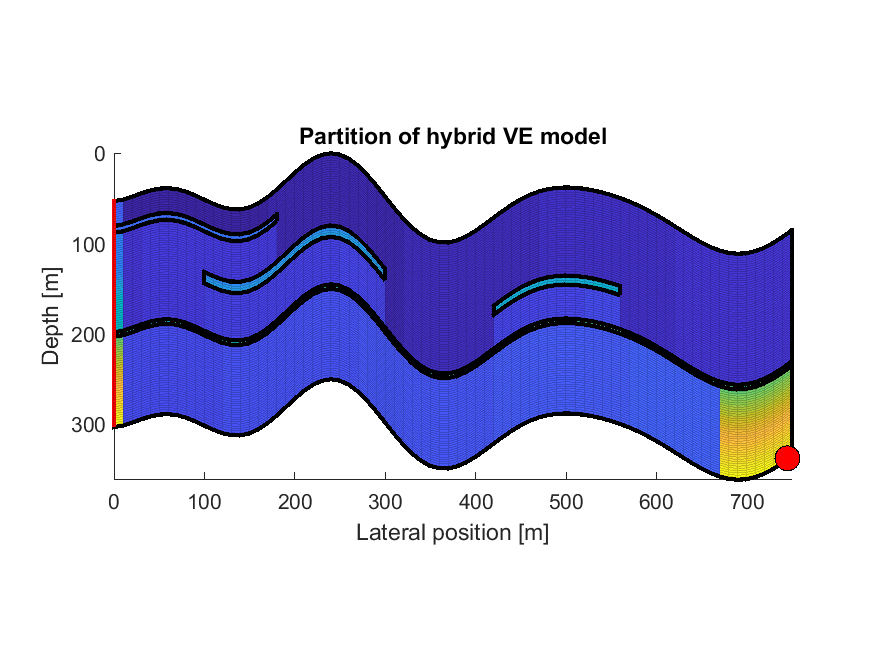 Partition of hybrid VE model
0
100
200
300
Depth [m]
0 100 200 300 400 500 600 700
Lateral position [m]